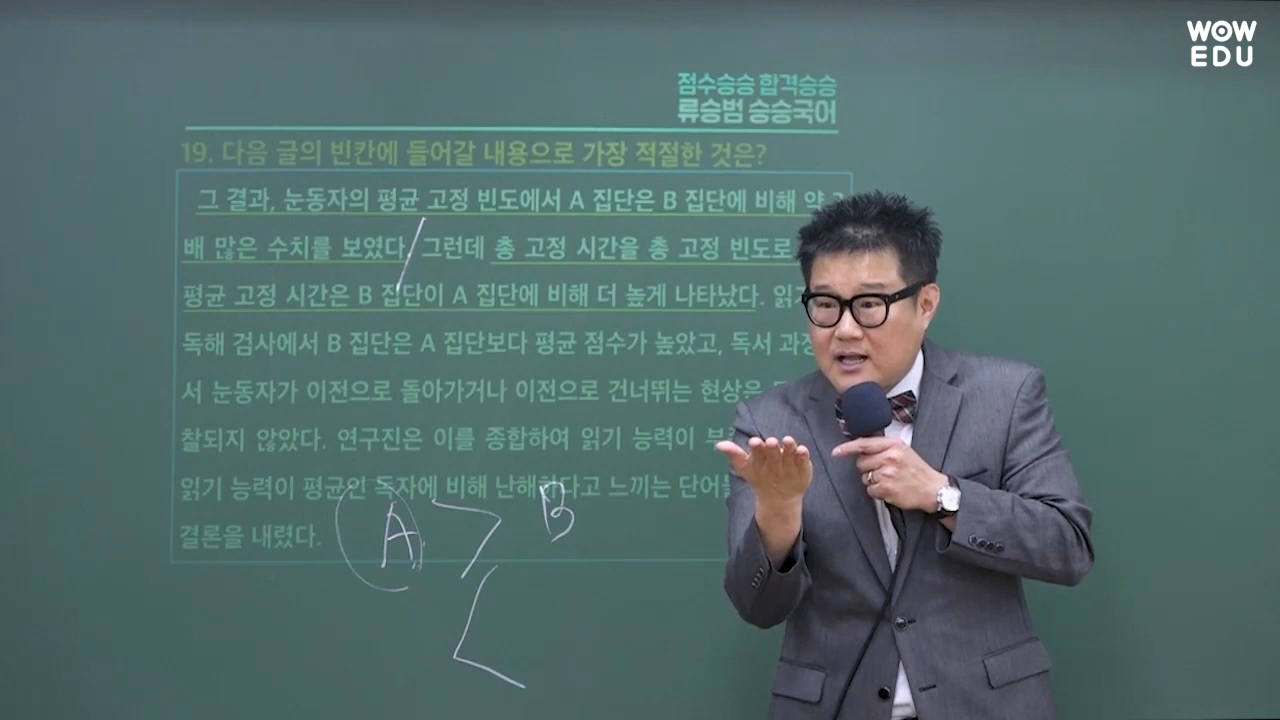 WOW
EDU
점수승승 합격승승
류승범 승승국어
19. 다음 글의 빈칸에 들어갈 내용으로 가장 적절한 것은?
그 결과, 눈동자의 평균 고정 빈도에서 A 집단은 B 집단에 비해 약
배 많은 수치를 보였다. 그런데 총 고정 시간을 총 고정 빈도로
평균 고정 시간은 B 집단이 A 집단에 비해 더 높게 나타났다.
독해 검사에서 B 집단은 A 집단보다 평균 점수가 높았고, 독서
서 눈동자가 이전으로 돌아가거나 이전으로 건너뛰는 현상은
찰되지 않았다. 연구진은 이를 종합하여 읽기 능력이
읽기 능력이 평균인 독자에 비해 난해하다고 느끼는
결론을 내렸다.
A > B
<